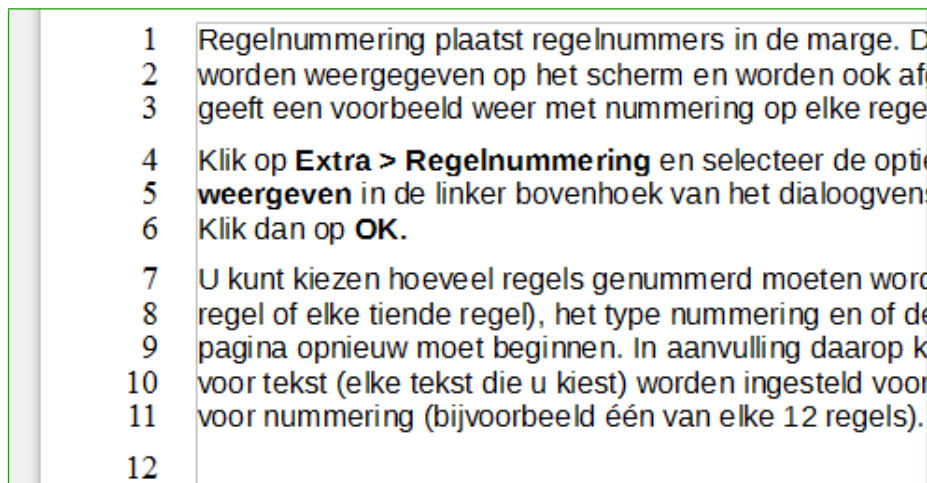 1 Regelnummering plaatst regelnummers in de marge. D
2 worden weergegeven op het scherm en worden ook af
3 geeft een voorbeeld weer met nummering op elke rege
4 Klik op Extra > Regelnummering en selecteer de opti
5 weergeven in de linker bovenhoek van het dialoogven
6 Klik dan op OK.
7 U kunt kiezen hoeveel regels genummerd moeten word
8 regel of elke tiende regel), het type nummering en of de
9 pagina opnieuw moet beginnen. In aanvulling daarop k
10 voor tekst (elke tekst die u kiest) worden ingesteld voor
11 voor nummering (bijvoorbeeld één van elke 12 regels).
12